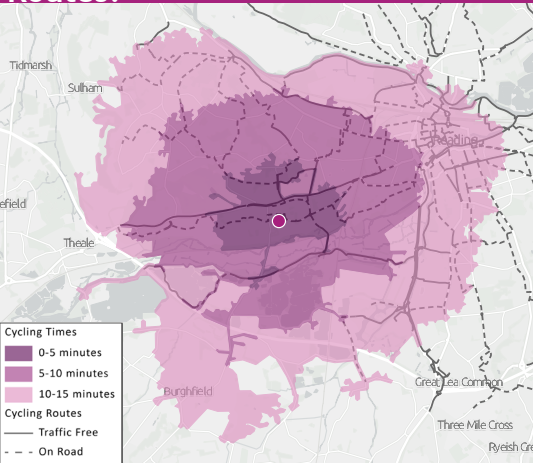 Routes:
Tidmarsh
Sulham
Reading
efield
Theale
Cycling Times
0-5 minutes
5-10 minutes
10-15 minutes
Cycling Routes
Traffic Free
On Road
Burghfield
Great Lea Common
Three Mile Cross
Ryeish Gre